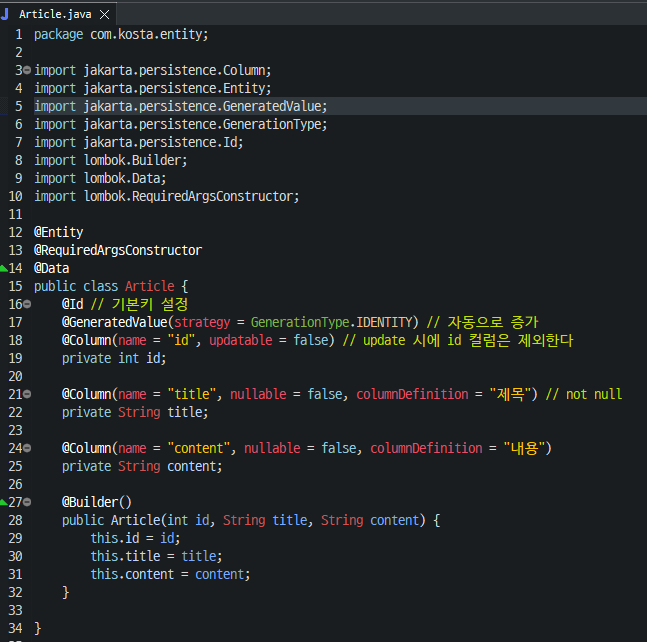 Article.java
1 package com.kosta.entity;
2
3 import jakarta.persistence.Column;
4 import jakarta.persistence.Entity;
5 import jakarta.persistence.GeneratedValue;
6 import jakarta.persistence.GenerationType;
7 import jakarta.persistence.Id;
8 import lombok.Builder;
9 import lombok.Data;
10 import lombok.RequiredArgsConstructor;
11
12 @Entity
13 @RequiredArgsConstructor
14 @Data
15 public class Article {
16     @Id // 기본키 설정
17     @GeneratedValue(strategy = GenerationType.IDENTITY) // 자동으로 증가
18     @Column(name = "id", updatable = false) // update 시에 id 컬럼은 제외한다
19     private int id;
20
21     @Column(name = "title", nullable = false, columnDefinition = "제목") // not null
22     private String title;
23
24     @Column(name = "content", nullable = false, columnDefinition = "내용")
25     private String content;
26
27     @Builder()
28     public Article(int id, String title, String content) {
29         this.id = id;
30         this.title = title;
31         this.content = content;
32     }
33
34 }